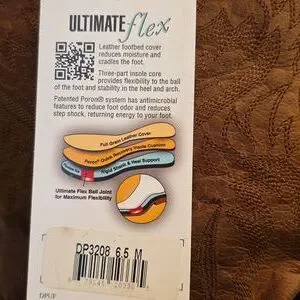 ULTIMATE flex
Leather footbed cover
reduces moisture and
cradles the foot.
Three-part insole core
provides flexibility to the ball
of the foot and stability in the heel and arch.
Patented Poron® system has antimicrobial
features to reduce foot odor and reduces
step shock, returning energy to your foot.
Full Grain Leather Cover
Poron® Quick Recovery Insole Cushion
Rigid Shank & Heel Support
Ultimate Flex Ball Joint
for Maximum Flexibility
DP3208 6.5 M